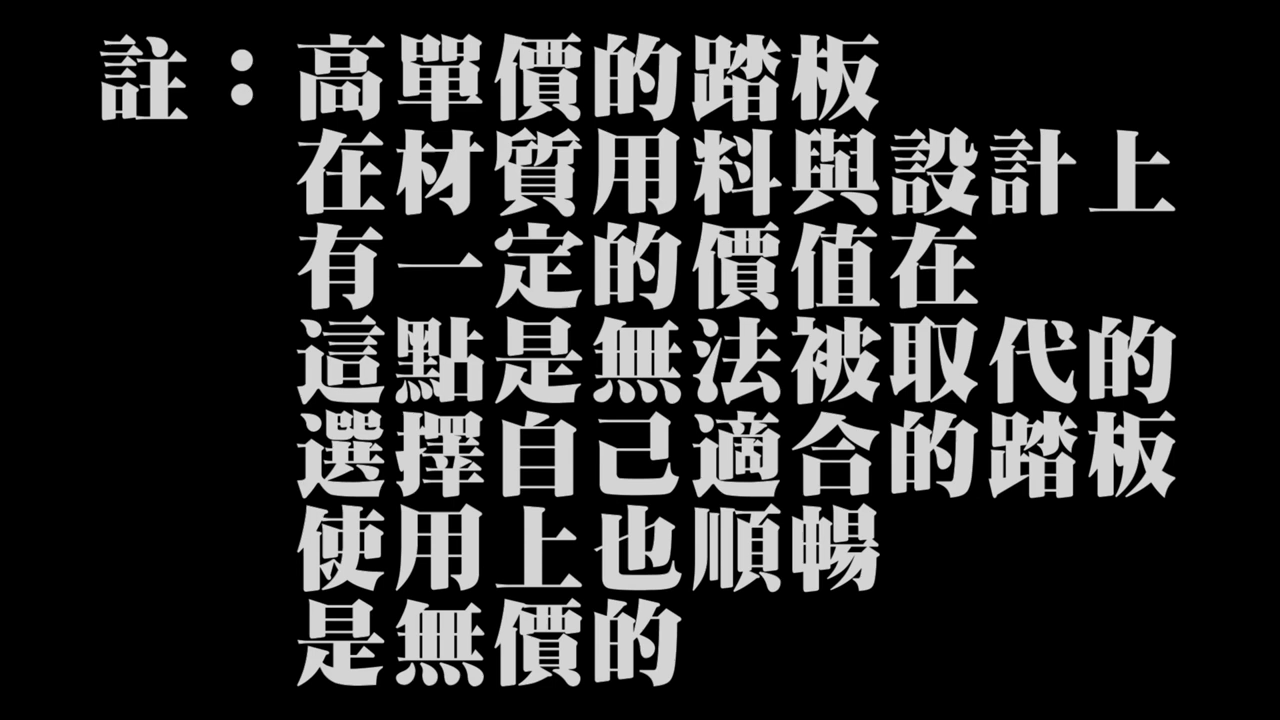 註：高單價的踏板
在材質用料與設計上
有一定的價值在
這點是無法被取代的
選擇自己適合的踏板
使用上也順暢
是無價的